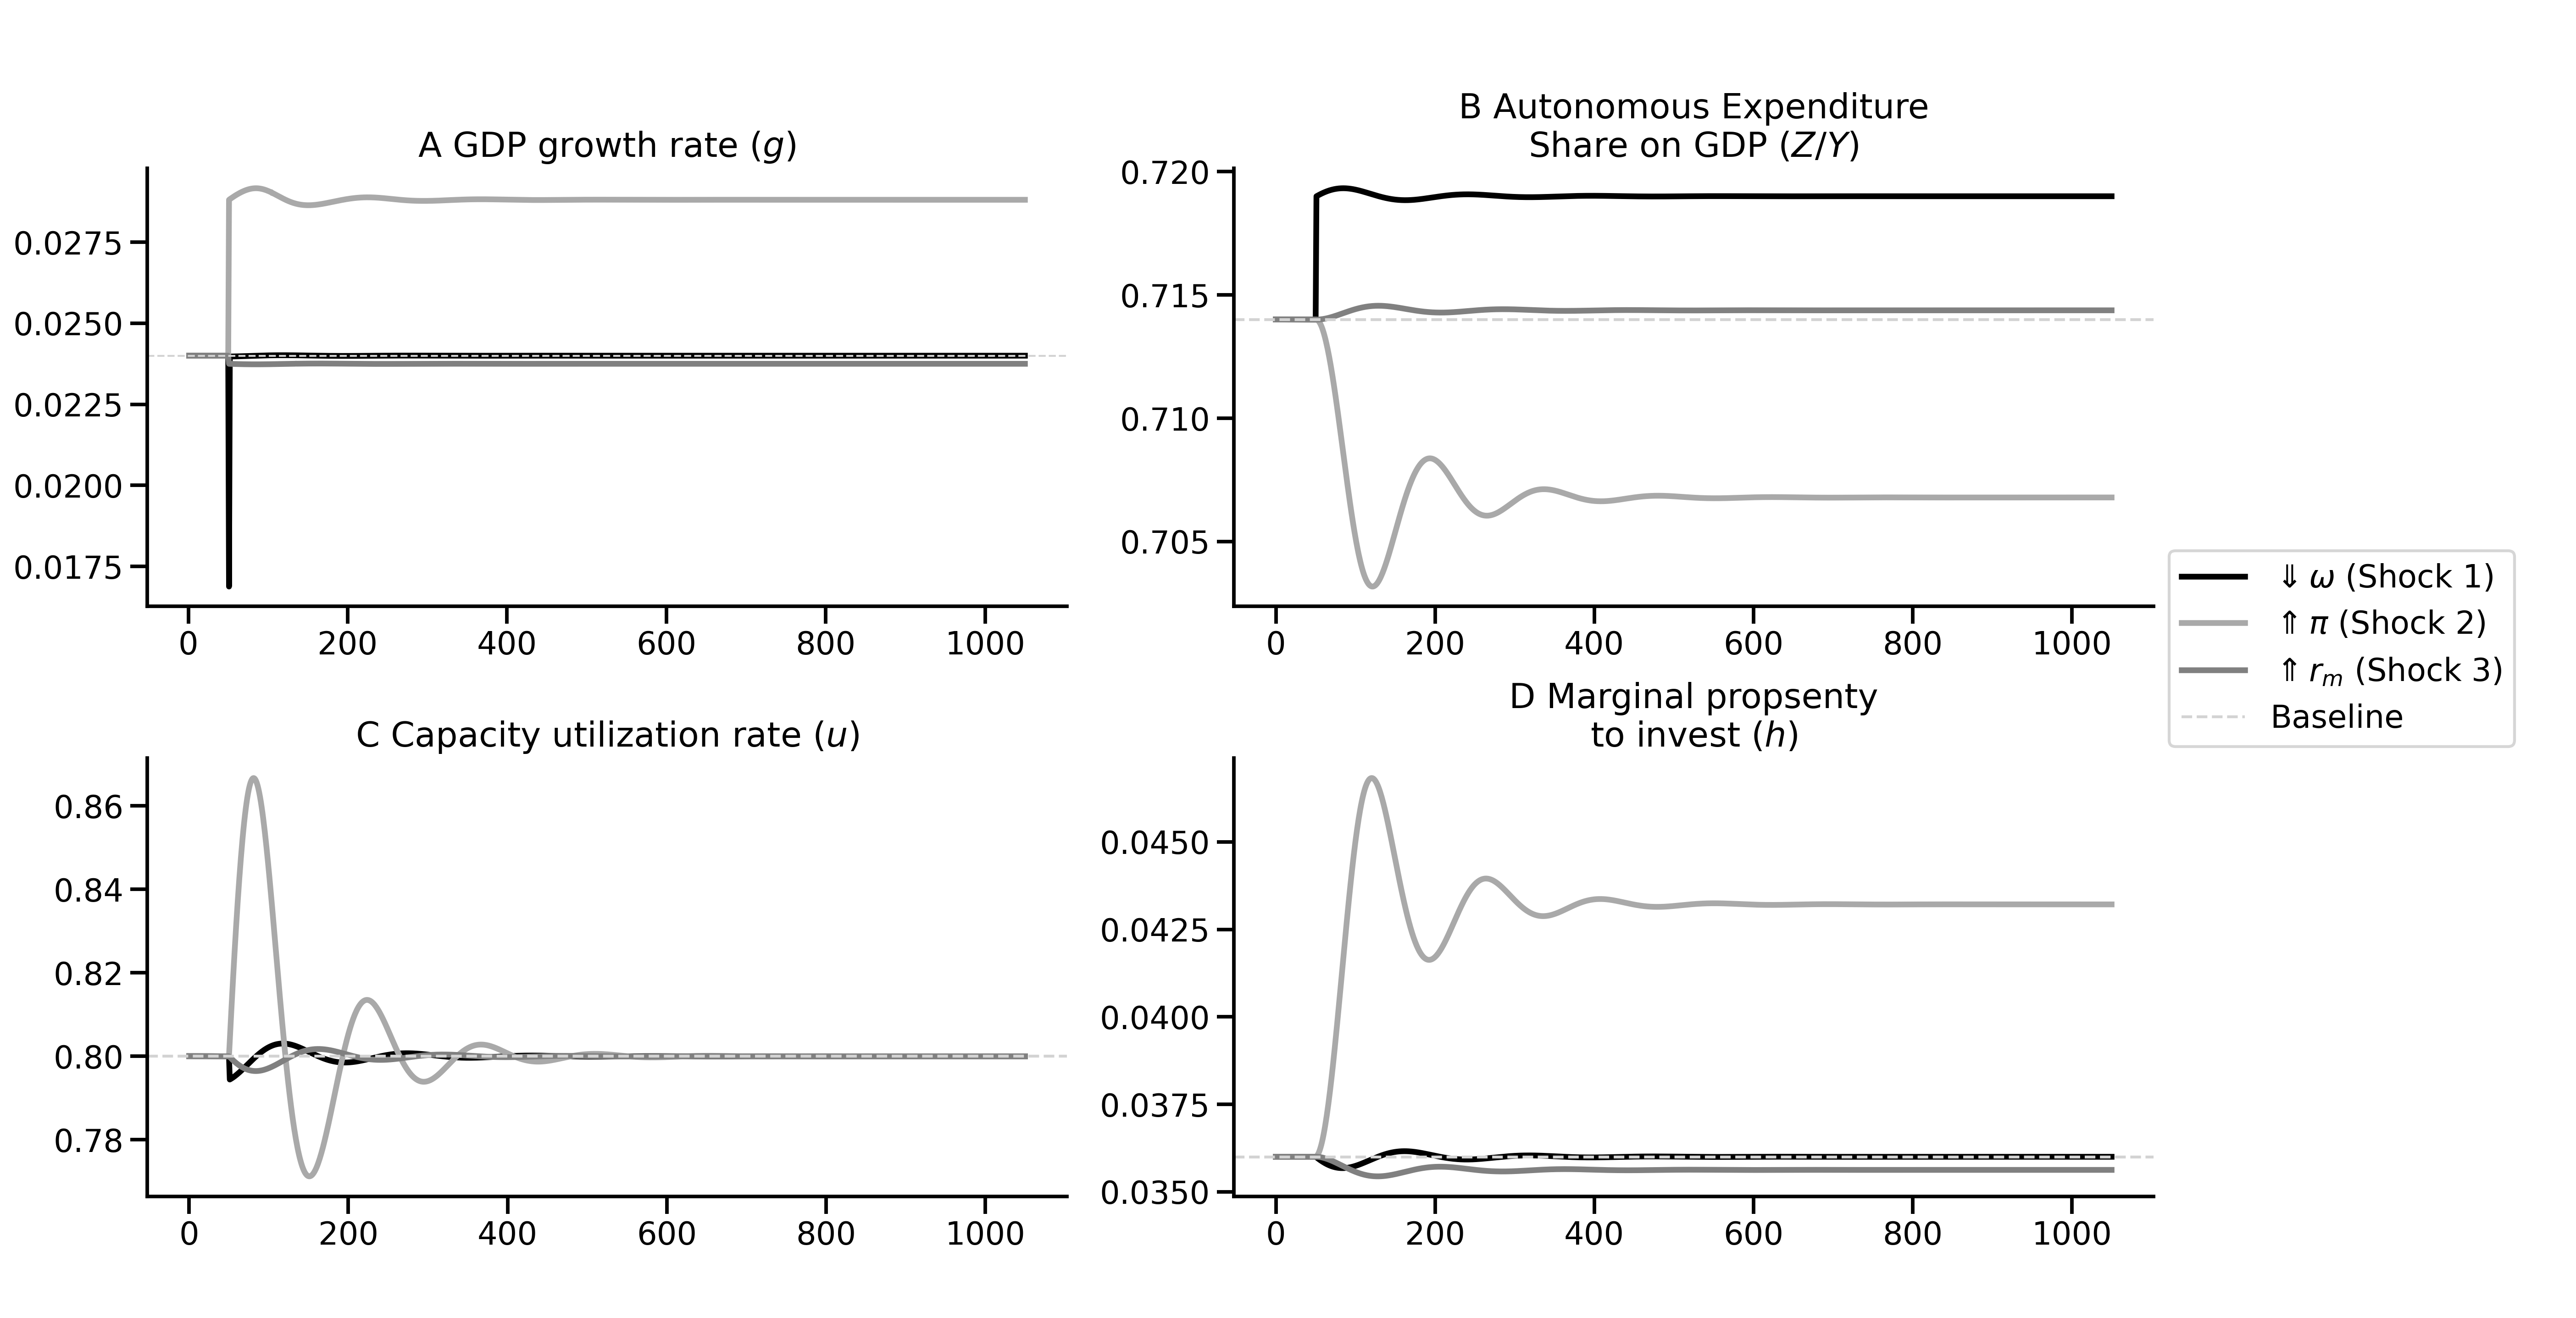 A GDP growth rate (g)
0.0275
0.0250
0.0225
0.0200
0.0175
0 200 400 600 800 1000
B Autonomous Expenditure
Share on GDP (Z/Y)
0.720
0.715
0.710
0.705
0 200 400 600 800 1000
C Capacity utilization rate (u)
0.86
0.84
0.82
0.80
0.78
0 200 400 600 800 1000
D Marginal propsenty
to invest (h)
0.0450
0.0425
0.0400
0.0375
0.0350
0 200 400 600 800 1000
⇓ ω (Shock 1)
⇑ π (Shock 2)
⇑ rₘ (Shock 3)
Baseline